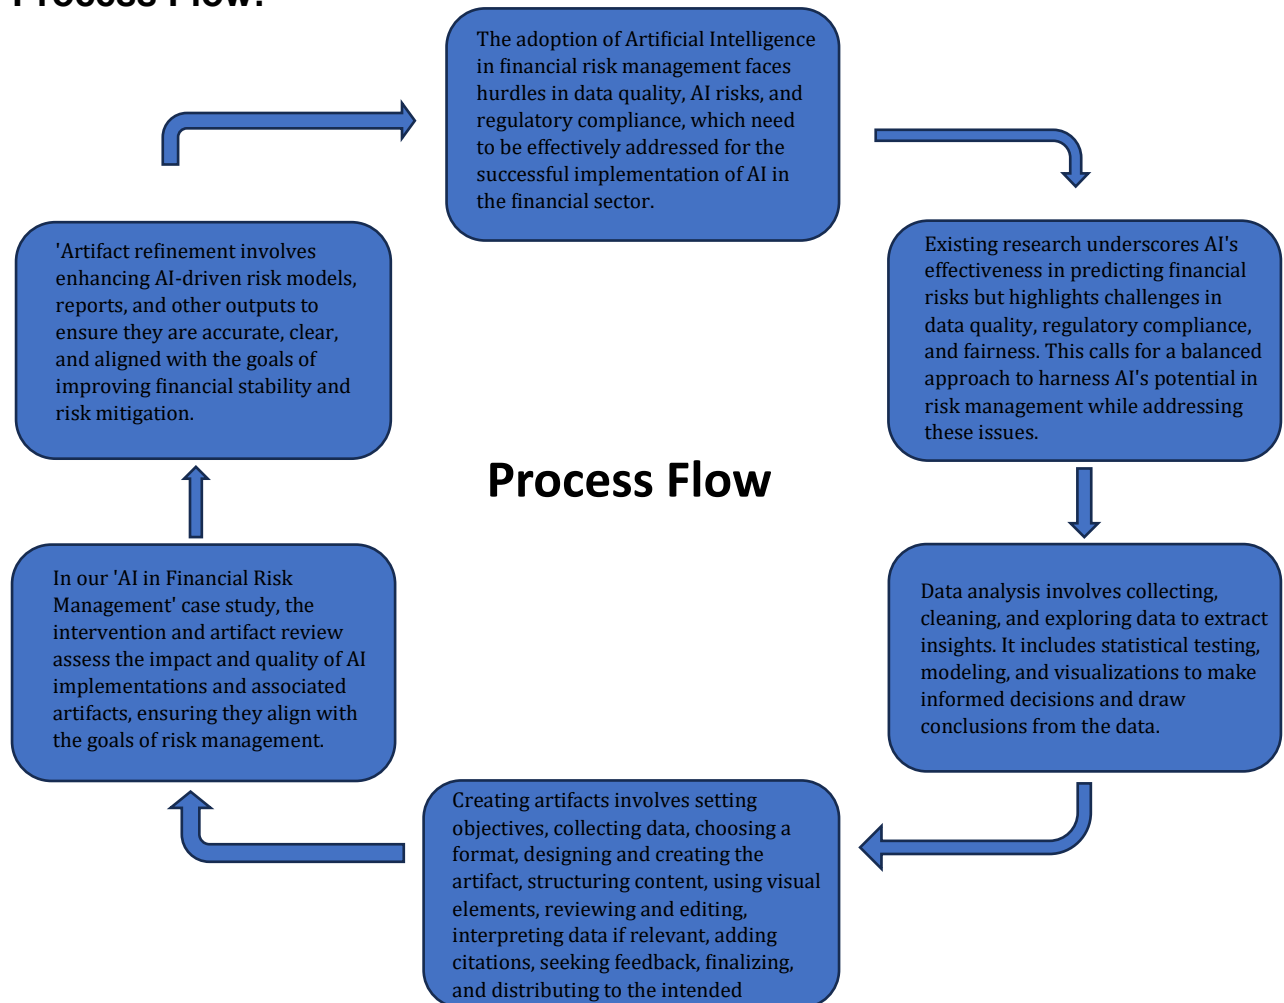 Process Flow:
The adoption of Artificial Intelligence
in financial risk management faces
hurdles in data quality, AI risks, and
regulatory compliance, which need
to be effectively addressed for the
successful implementation of AI in
the financial sector.
Existing research underscores AI's
effectiveness in predicting financial
risks but highlights challenges in
data quality, regulatory compliance,
and fairness. This calls for a balanced
approach to harness AI's potential in
risk management while addressing
these issues.
Data analysis involves collecting,
cleaning, and exploring data to extract
insights. It includes statistical testing,
modeling, and visualizations to make
informed decisions and draw
conclusions from the data.
Creating artifacts involves setting
objectives, collecting data, choosing a
format, designing and creating the
artifact, structuring content, using visual
elements, reviewing and editing,
interpreting data if relevant, adding
citations, seeking feedback, finalizing,
and distributing to the intended
In our 'AI in Financial Risk
Management' case study, the
intervention and artifact review
assess the impact and quality of AI
implementations and associated
artifacts, ensuring they align with
the goals of risk management.
'Artifact refinement involves
enhancing AI-driven risk models,
reports, and other outputs to
ensure they are accurate, clear,
and aligned with the goals of
improving financial stability and
risk mitigation.
Process Flow